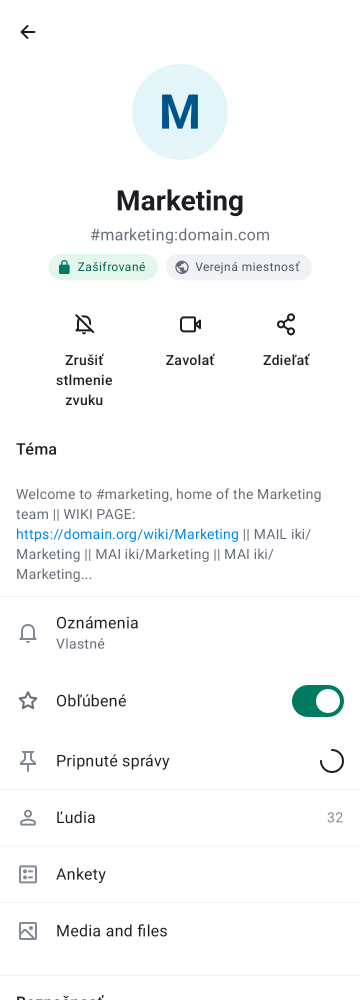 M
Marketing
#marketing:domain.com
Zašifrované
Verejná miestnosť
Zrušiť
stlmenie
zvuku
Zavolať
Zdieľať
Téma
Welcome to #marketing, home of the Marketing
team || WIKI PAGE:
https://domain.org/wiki/Marketing || MAIL iki/
Marketing || MAI iki/Marketing || MAI iki/
Marketing...
Oznámenia
Vlastné
Obľúbené
Pripnuté správy
Ľudia
32
Ankety
Media and files
Bezpečnosť